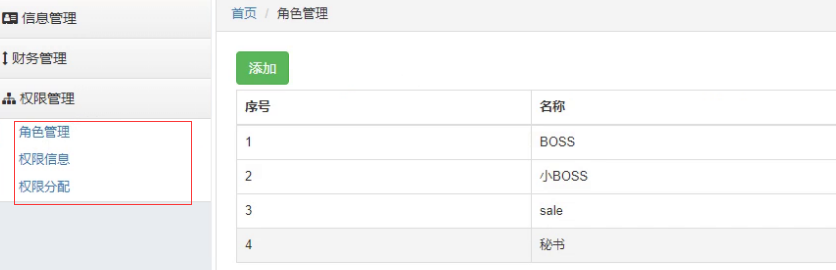 信息管理
财务管理
权限管理
角色管理
权限信息
权限分配
首页 / 角色管理
添加
序号 名称
1 BOSS
2 小BOSS
3 sale
4 秘书